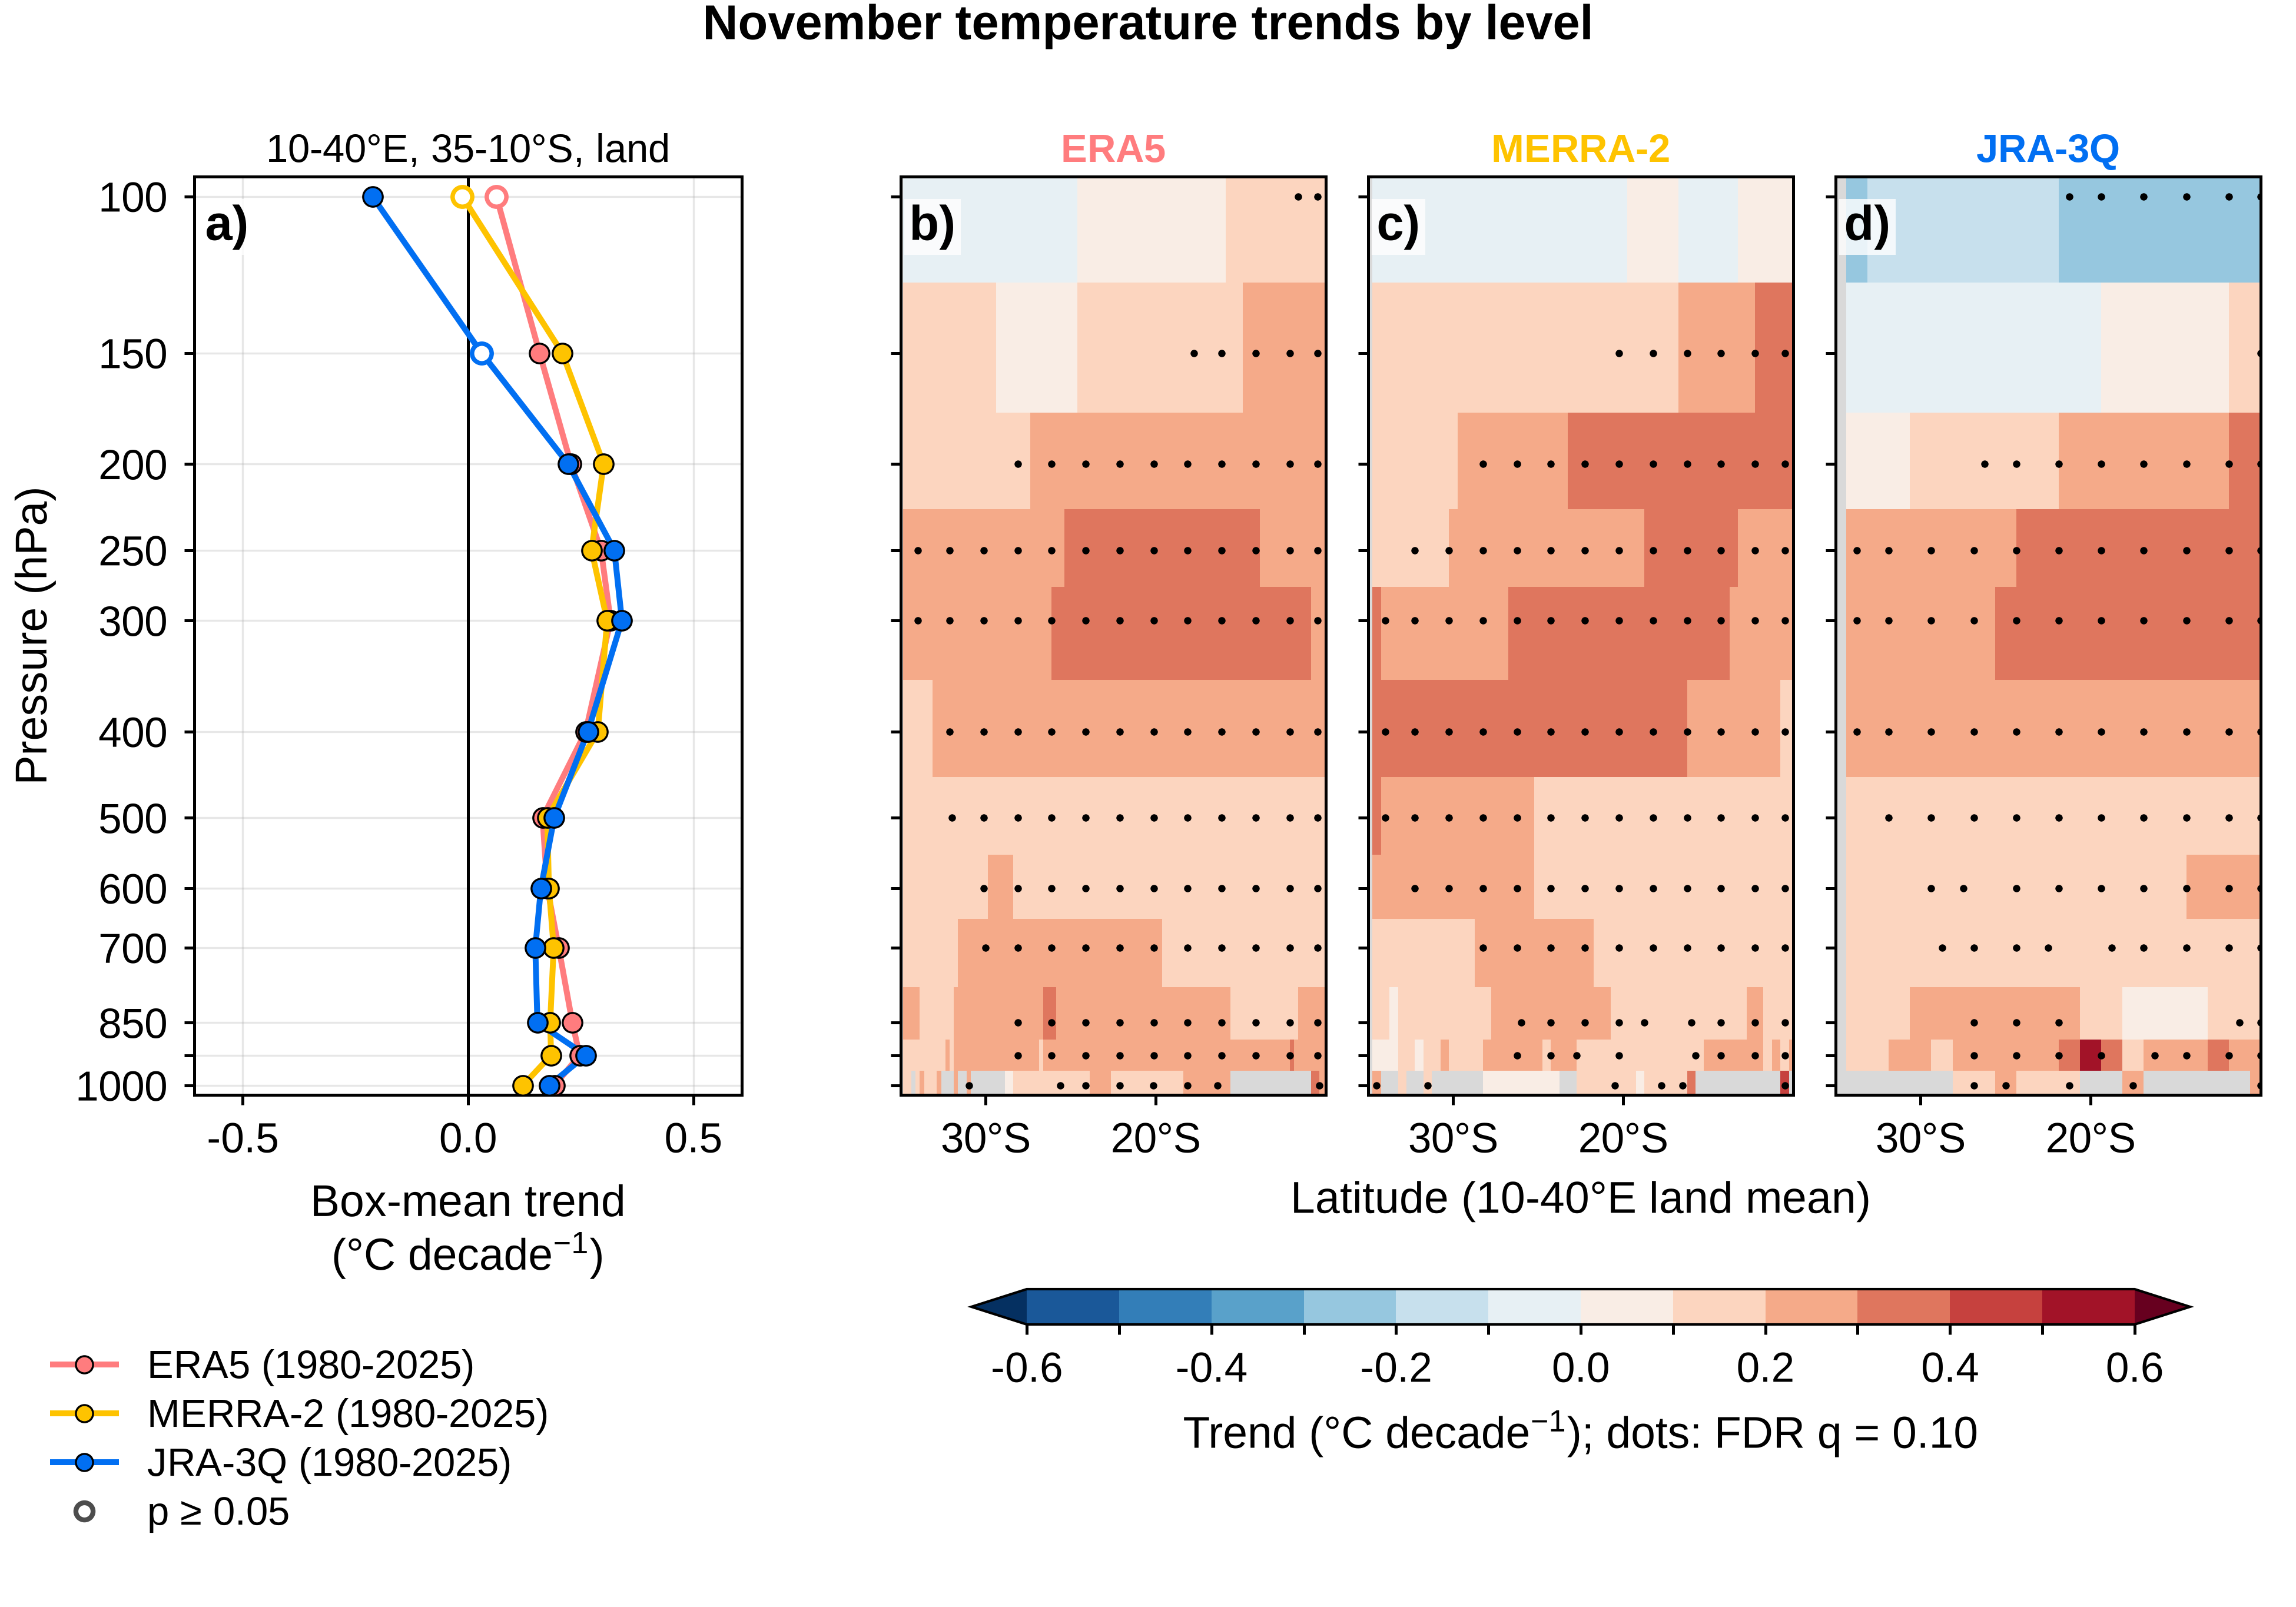 November temperature trends by level
10-40°E, 35-10°S, land
ERA5
MERRA-2
JRA-3Q
a)
b)
c)
d)
Pressure (hPa)
100
150
200
250
300
400
500
600
700
850
1000
-0.5
0.0
0.5
Box-mean trend
(°C decade⁻¹)
30°S
20°S
30°S
20°S
30°S
20°S
Latitude (10-40°E land mean)
-0.6
-0.4
-0.2
0.0
0.2
0.4
0.6
Trend (°C decade⁻¹); dots: FDR q = 0.10
ERA5 (1980-2025)
MERRA-2 (1980-2025)
JRA-3Q (1980-2025)
p ≥ 0.05